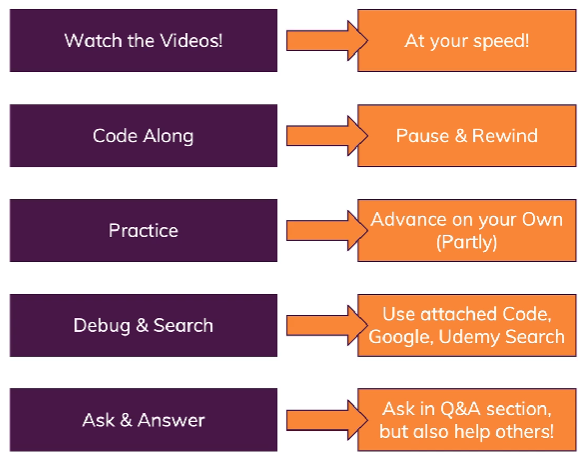 Watch the Videos!
At your speed!
Code Along
Pause & Rewind
Practice
Advance on your Own
(Partly)
Debug & Search
Use attached Code,
Google, Udemy Search
Ask & Answer
Ask in Q&A section,
but also help others!